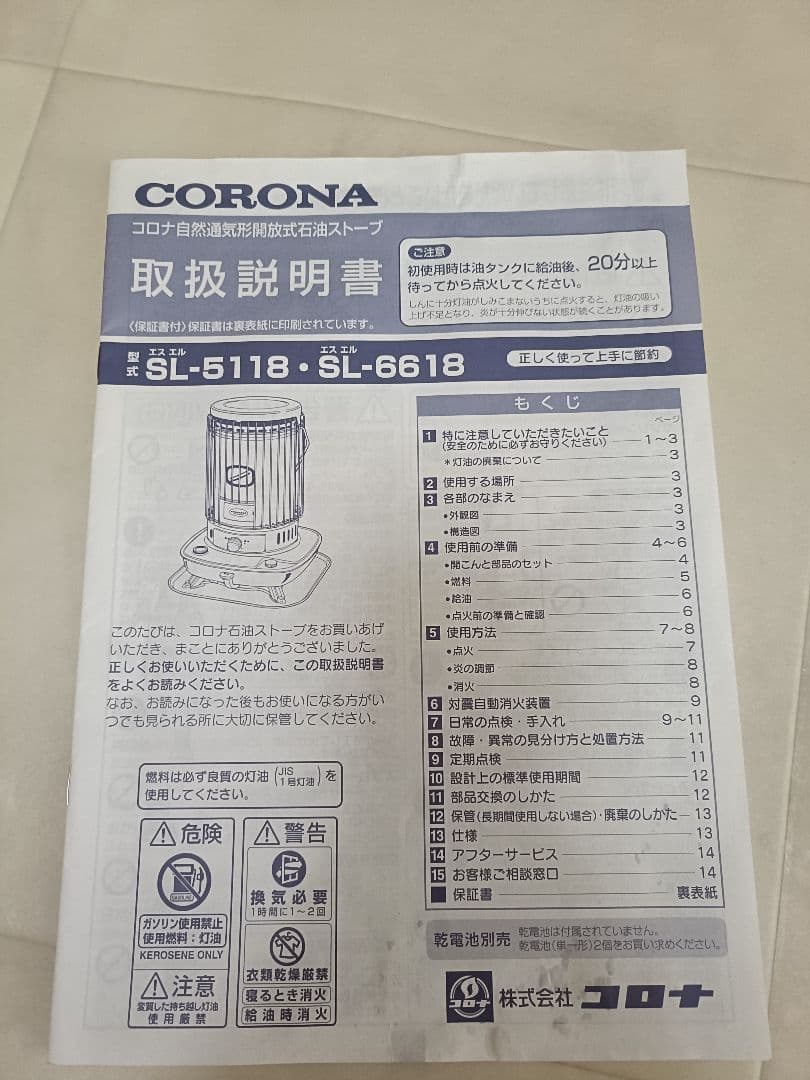 CORONA
コロナ自然通気形開放式石油ストーブ
取扱説明書
〈保証書付〉保証書は裏表紙に印刷されています。
ご注意
初使用時は油タンクに給油後、20分以上
待ってから点火してください。
しんに十分灯油がしみこまないうちに点火すると、灯油の吸い
上げ不足となり、炎が十分伸びない状態が続くことがあります。
型式 エスエル SL-5118・エスエル SL-6618
正しく使って上手に節約
もくじ
ページ
1 特に注意していただきたいこと
(安全のために必ずお守りください) 1〜3
*灯油の廃棄について 3
2 使用する場所 3
3 各部のなまえ 3
•外観図 3
•構造図 3
4 使用前の準備 4〜6
•開こんと部品のセット 4
•燃料 5
•給油 6
•点火前の準備と確認 6
5 使用方法 7〜8
•点火 7
•炎の調節 8
•消火 8
6 対震自動消火装置 9
7 日常の点検・手入れ 9〜11
8 故障・異常の見分け方と処置方法 11
9 定期点検 11
10 設計上の標準使用期間 12
11 部品交換のしかた 12
12 保管(長期間使用しない場合)・廃棄のしかた 13
13 仕様 13
14 アフターサービス 14
15 お客様ご相談窓口 14
■ 保証書 裏表紙
このたびは、コロナ石油ストーブをお買いあげ
いただき、まことにありがとうございました。
正しくお使いいただくために、この取扱説明書
をよくお読みください。
なお、お読みになった後もお使いになる方がい
つでも見られる所に大切に保管してください。
燃料は必ず良質の灯油(JIS 1号灯油)を
使用してください。
危険
GASOLINE
ガソリン使用禁止
使用燃料:灯油
KEROSENE ONLY
注意
変質した持ち越し灯油
使用厳禁
警告
換気必要
1時間に1〜2回
衣類乾燥厳禁
寝るとき消火
給油時消火
乾電池別売
乾電池は付属されていません。
乾電池(単一形)2個をお買い求めください。
コロナ
株式会社 コロナ